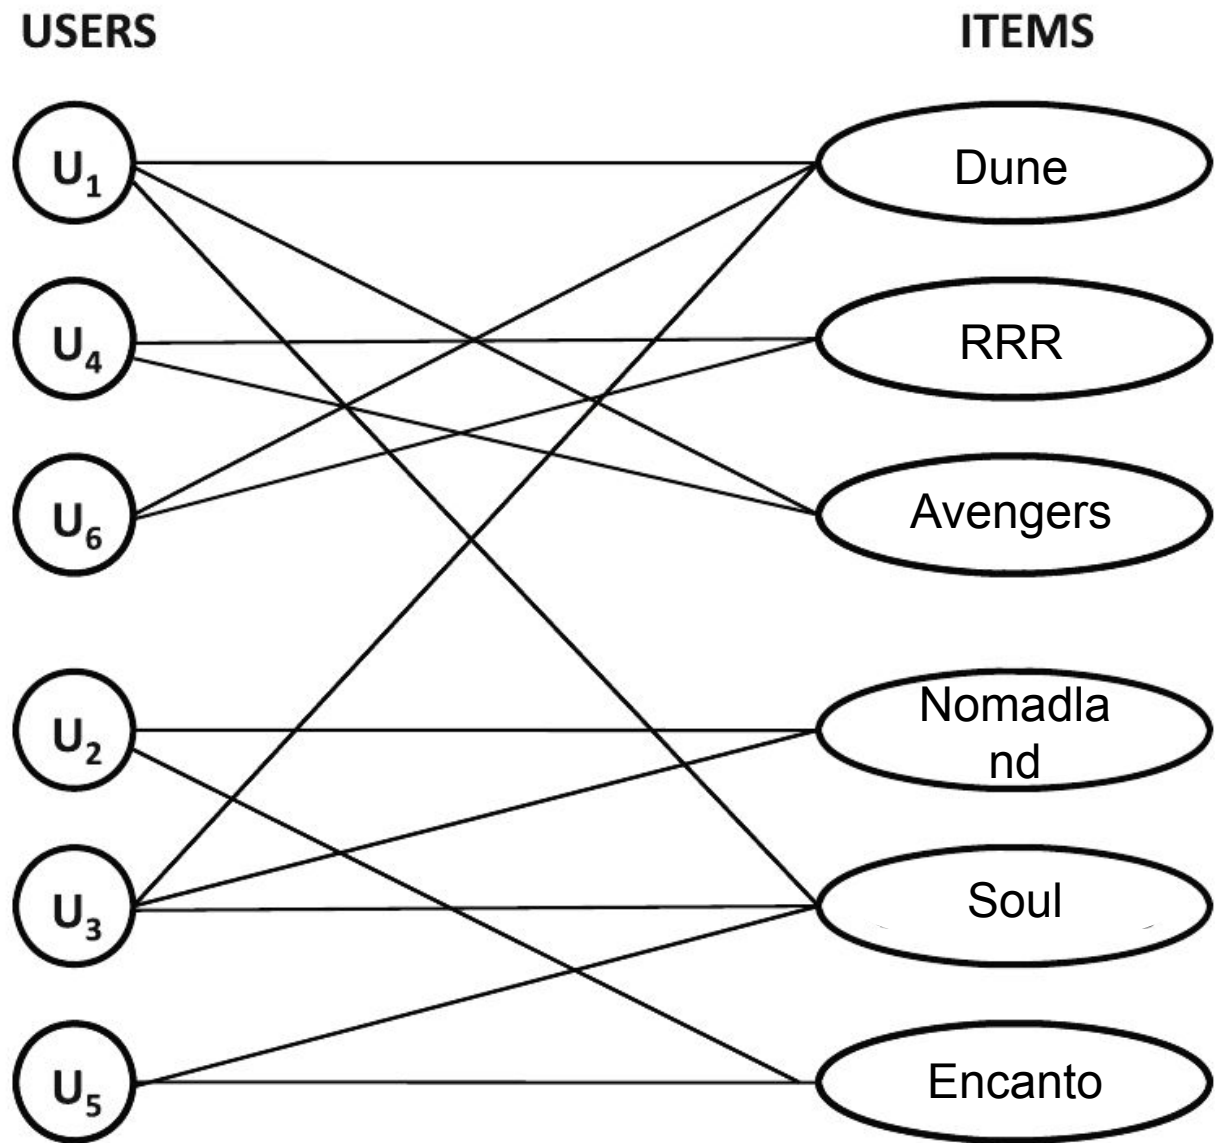 USERS
ITEMS
U1
Dune
U4
RRR
U6
Avengers
U2
Nomadla
nd
U3
Soul
U5
Encanto